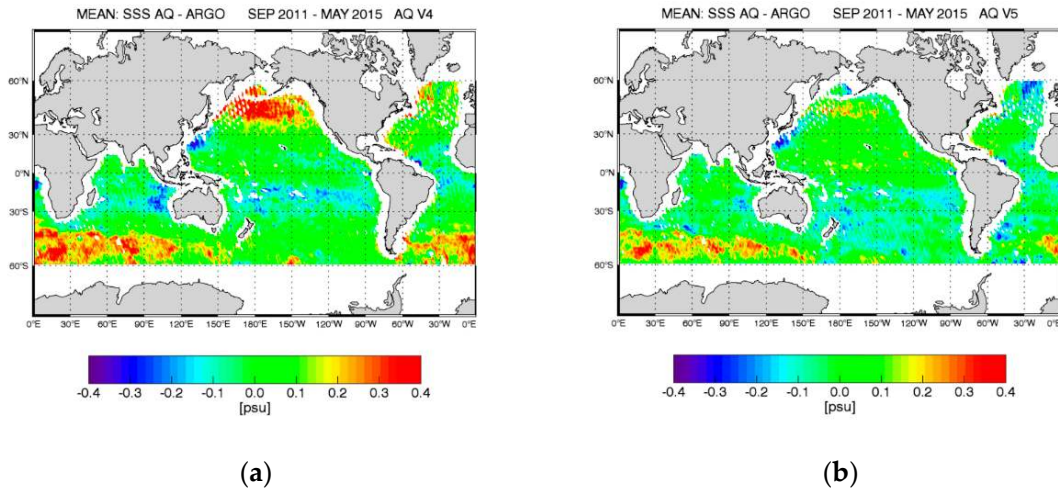 MEAN: SSS AQ - ARGO SEP 2011 - MAY 2015 AQ V4
60°N
30°N
0°N
30°S
60°S
0°E 30°E 60°E 90°E 120°E 150°E 180°E 150°W 120°W 90°W 60°W 30°W 0°E
-0.4 -0.3 -0.2 -0.1 0.0 0.1 0.2 0.3 0.4
[psu]
(a)
MEAN: SSS AQ - ARGO SEP 2011 - MAY 2015 AQ V5
60°N
30°N
0°N
30°S
60°S
0°E 30°E 60°E 90°E 120°E 150°E 180°E 150°W 120°W 90°W 60°W 30°W
-0.4 -0.3 -0.2 -0.1 0.0 0.1 0.2 0.3 0.4
[psu]
(b)